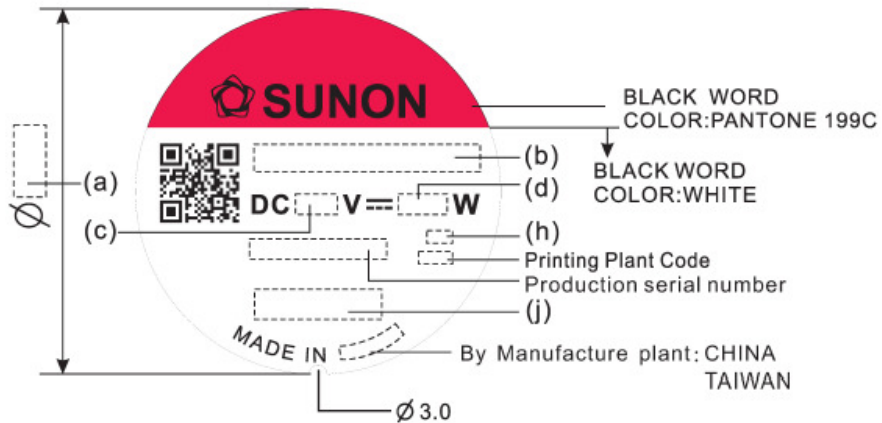 SUNON
BLACK WORD
COLOR:PANTONE 199C
BLACK WORD
COLOR:WHITE
(a)
Ø
(b)
DC V⎓ W
(d)
(c)
(h)
Printing Plant Code
Production serial number
(j)
MADE IN
By Manufacture plant: CHINA
TAIWAN
Ø3.0